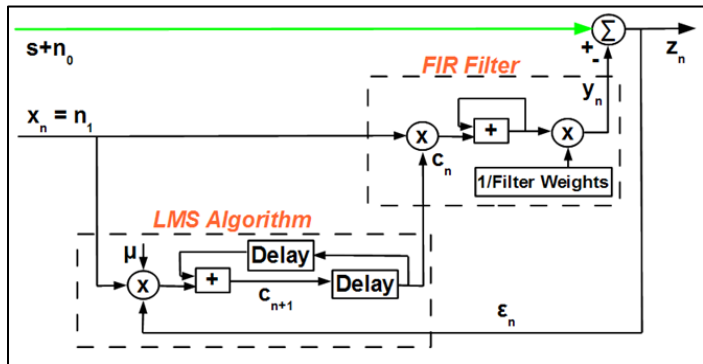 s+n₀
Σ
+
-
zₙ
FIR Filter
yₙ
xₙ = n₁
X
+
X
cₙ
1/Filter Weights
LMS Algorithm
μ
Delay
X
+
Delay
cₙ₊₁
εₙ